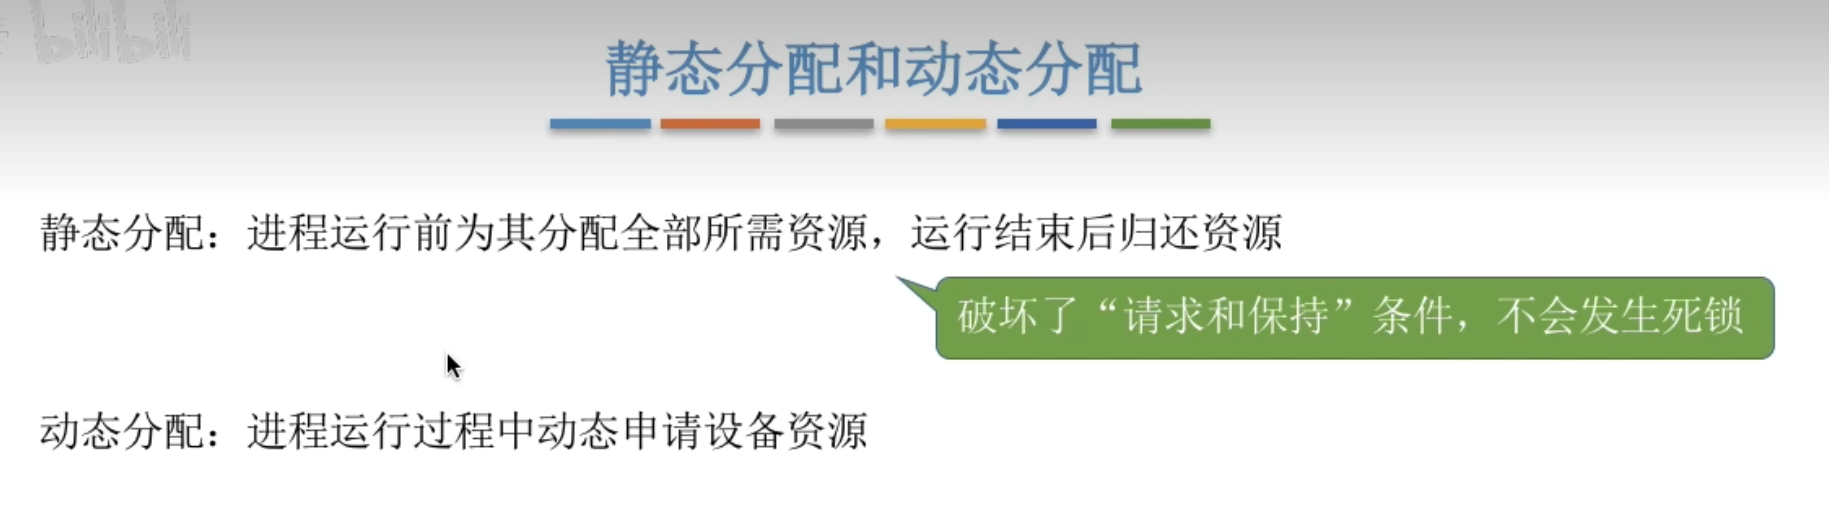 bilibili
静态分配和动态分配
静态分配：进程运行前为其分配全部所需资源，运行结束后归还资源
破坏了“请求和保持”条件，不会发生死锁
动态分配：进程运行过程中动态申请设备资源